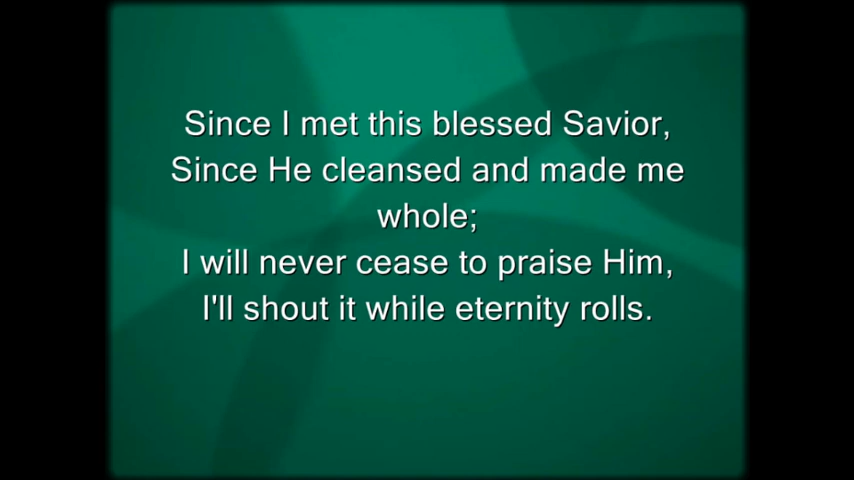 Since I met this blessed Savior,
Since He cleansed and made me
whole;
I will never cease to praise Him,
I'll shout it while eternity rolls.